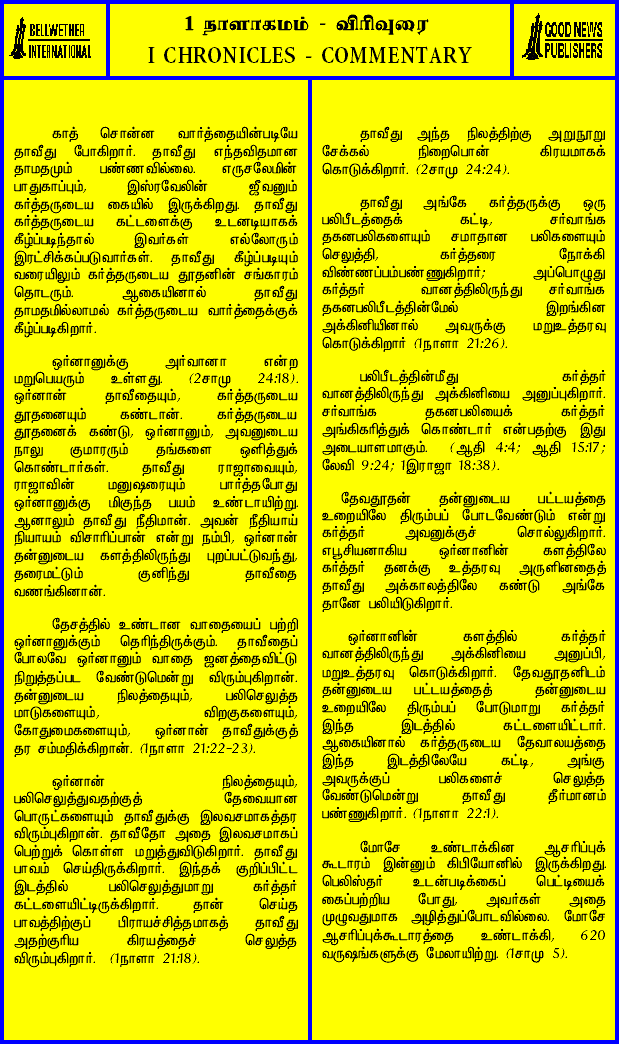 BELLWETHER
INTERNATIONAL
1 நாளாகமம் - விரிவுரை
I CHRONICLES - COMMENTARY
GOOD NEWS
PUBLISHERS
காத் சொன்ன வார்த்தையின்படியே
தாவீது போகிறார். தாவீது எந்தவிதமான
தாமதமும் பண்ணவில்லை. எருசலேமின்
பாதுகாப்பும், இஸ்ரவேலின் ஜீவனும்
கர்த்தருடைய கையில் இருக்கிறது. தாவீது
கர்த்தருடைய கட்டளைக்கு உடனடியாகக்
கீழ்ப்படிந்தால் இவர்கள் எல்லோரும்
இரட்சிக்கப்படுவார்கள். தாவீது கீழ்ப்படியும்
வரையிலும் கர்த்தருடைய தூதனின் சங்காரம்
தொடரும். ஆகையினால் தாவீது
தாமதமில்லாமல் கர்த்தருடைய வார்த்தைக்குக்
கீழ்ப்படிகிறார்.
ஒர்னானுக்கு அர்வானா என்ற
மறுபெயரும் உள்ளது. (2சாமு 24:18).
ஒர்னான் தாவீதையும், கர்த்தருடைய
தூதனையும் கண்டான். கர்த்தருடைய
தூதனைக் கண்டு, ஒர்னானும், அவனுடைய
நாலு குமாரரும் தங்களை ஒளித்துக்
கொண்டார்கள். தாவீது ராஜாவையும்,
ராஜாவின் மனுஷரையும் பார்த்தபோது
ஒர்னானுக்கு மிகுந்த பயம் உண்டாயிற்று.
ஆனாலும் தாவீது நீதிமான். அவன் நீதியாய்
நியாயம் விசாரிப்பான் என்று நம்பி, ஒர்னான்
தன்னுடைய களத்திலிருந்து புறப்பட்டுவந்து,
தரைமட்டும் குனிந்து தாவீதை
வணங்கினான்.
தேசத்தில் உண்டான வாதையைப் பற்றி
ஒர்னானுக்கும் தெரிந்திருக்கும். தாவீதைப்
போலவே ஒர்னானும் வாதை ஜனத்தைவிட்டு
நிறுத்தப்பட வேண்டுமென்று விரும்புகிறான்.
தன்னுடைய நிலத்தையும், பலிசெலுத்த
மாடுகளையும், விறகுகளையும்,
கோதுமைகளையும், ஒர்னான் தாவீதுக்குத்
தர சம்மதிக்கிறான். (1நாளா 21:22-23).
ஒர்னான் நிலத்தையும்,
பலிசெலுத்துவதற்குத் தேவையான
பொருட்களையும் தாவீதுக்கு இலவசமாகத்தர
விரும்புகிறான். தாவீதோ அதை இலவசமாகப்
பெற்றுக் கொள்ள மறுத்துவிடுகிறார். தாவீது
பாவம் செய்திருக்கிறார். இந்தக் குறிப்பிட்ட
இடத்தில் பலிசெலுத்துமாறு கர்த்தர்
கட்டளையிட்டிருக்கிறார். தான் செய்த
பாவத்திற்குப் பிராயச்சித்தமாகத் தாவீது
அதற்குரிய கிரயத்தைச் செலுத்த
விரும்புகிறார். (1நாளா 21:18).
தாவீது அந்த நிலத்திற்கு அறுநூறு
சேக்கல் நிறைபொன் கிரயமாகக்
கொடுக்கிறார். (2சாமு 24:24).
தாவீது அங்கே கர்த்தருக்கு ஒரு
பலிபீடத்தைக் கட்டி, சர்வாங்க
தகனபலிகளையும் சமாதான பலிகளையும்
செலுத்தி, கர்த்தரை நோக்கி
விண்ணப்பம்பண்ணுகிறார்; அப்பொழுது
கர்த்தர் வானத்திலிருந்து சர்வாங்க
தகனபலிபீடத்தின்மேல் இறங்கின
அக்கினியினால் அவருக்கு மறுஉத்தரவு
கொடுக்கிறார் (1நாளா 21:26).
பலிபீடத்தின்மீது கர்த்தர்
வானத்திலிருந்து அக்கினியை அனுப்புகிறார்.
சர்வாங்க தகனபலியைக் கர்த்தர்
அங்கிகரித்துக் கொண்டார் என்பதற்கு இது
அடையாளமாகும். (ஆதி 4:4; ஆதி 15:17;
லேவி 9:24; 1இராஜா 18:38).
தேவதூதன் தன்னுடைய பட்டயத்தை
உறையிலே திரும்பப் போடவேண்டும் என்று
கர்த்தர் அவனுக்குச் சொல்லுகிறார்.
எபூசியனாகிய ஒர்னானின் களத்திலே
கர்த்தர் தனக்கு உத்தரவு அருளினதைத்
தாவீது அக்காலத்திலே கண்டு அங்கே
தானே பலியிடுகிறார்.
ஒர்னானின் களத்தில் கர்த்தர்
வானத்திலிருந்து அக்கினியை அனுப்பி,
மறுஉத்தரவு கொடுக்கிறார். தேவதூதனிடம்
தன்னுடைய பட்டயத்தைத் தன்னுடைய
உறையிலே திரும்பப் போடுமாறு கர்த்தர்
இந்த இடத்தில் கட்டளையிட்டார்.
ஆகையினால் கர்த்தருடைய தேவாலயத்தை
இந்த இடத்திலேயே கட்டி, அங்கு
அவருக்குப் பலிகளைச் செலுத்த
வேண்டுமென்று தாவீது தீர்மானம்
பண்ணுகிறார். (1நாளா 22:1).
மோசே உண்டாக்கின ஆசரிப்புக்
கூடாரம் இன்னும் கிபியோனில் இருக்கிறது.
பெலிஸ்தர் உடன்படிக்கைப் பெட்டியைக்
கைப்பற்றிய போது, அவர்கள் அதை
முழுவதுமாக அழித்துப்போடவில்லை. மோசே
ஆசரிப்புக்கூடாரத்தை உண்டாக்கி, 620
வருஷங்களுக்கு மேலாயிற்று. (1சாமு 5).